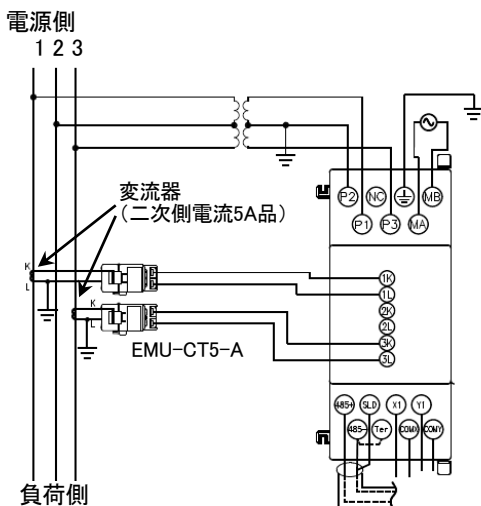 電源側
1 2 3
P2 NC MB
P1 P3 MA
変流器
(二次側電流5A品)
K
L
K
L
EMU-CT5-A
1K
1L
2K
2L
3K
3L
485+ SLD X1 Y1
485- Ter COMX COMY
負荷側